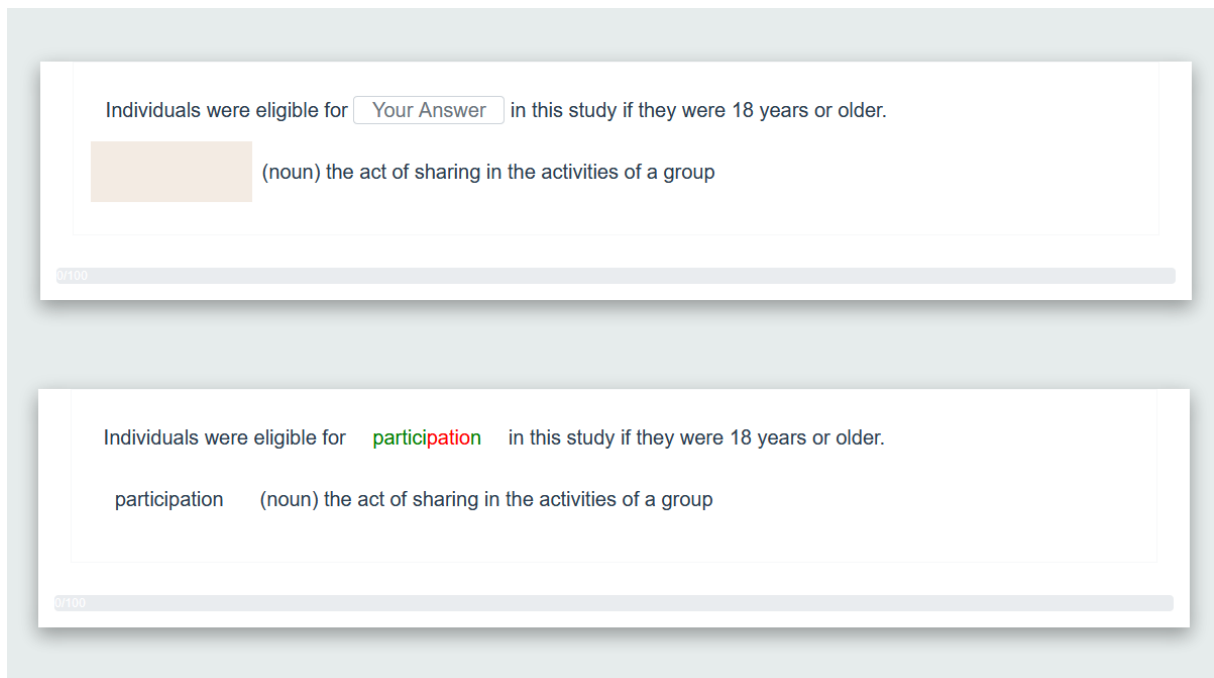 Individuals were eligible for Your Answer in this study if they were 18 years or older.
(noun) the act of sharing in the activities of a group
0/100
Individuals were eligible for participation in this study if they were 18 years or older.
participation (noun) the act of sharing in the activities of a group
0/100